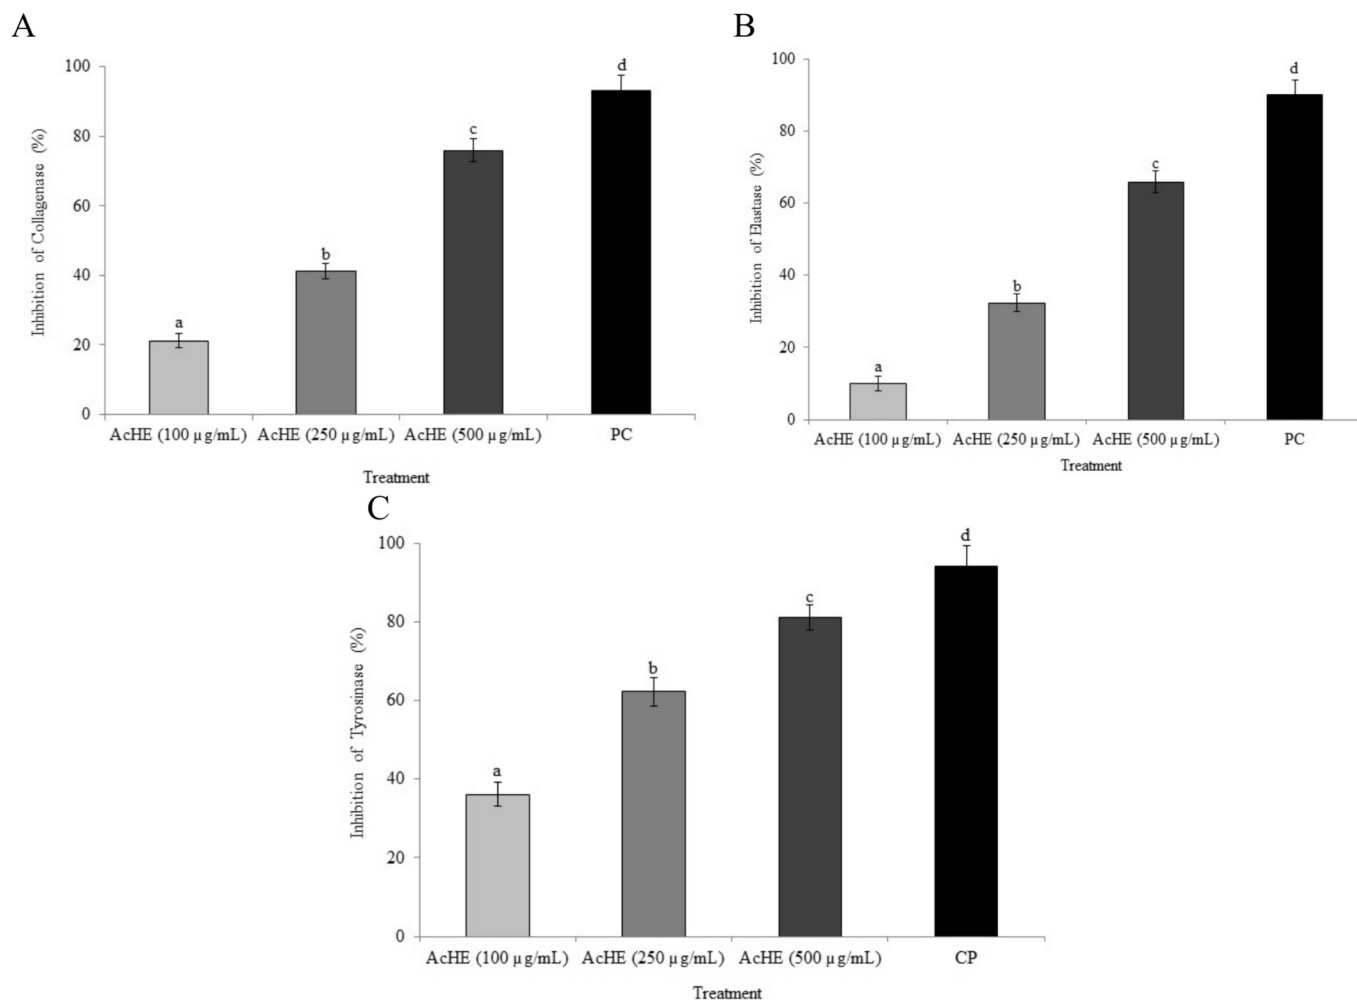 A
Inhibition of Collagenase (%)
100
80
60
40
20
0
a
b
c
d
AcHE (100 µg/mL) AcHE (250 µg/mL) AcHE (500 µg/mL) PC
Treatment
B
Inhibition of Elastase (%)
100
80
60
40
20
0
a
b
c
d
AcHE (100 µg/mL) AcHE (250 µg/mL) AcHE (500 µg/mL) PC
Treatment
C
Inhibition of Tyrosinase (%)
100
80
60
40
20
0
a
b
c
d
AcHE (100 µg/mL) AcHE (250 µg/mL) AcHE (500 µg/mL) CP
Treatment